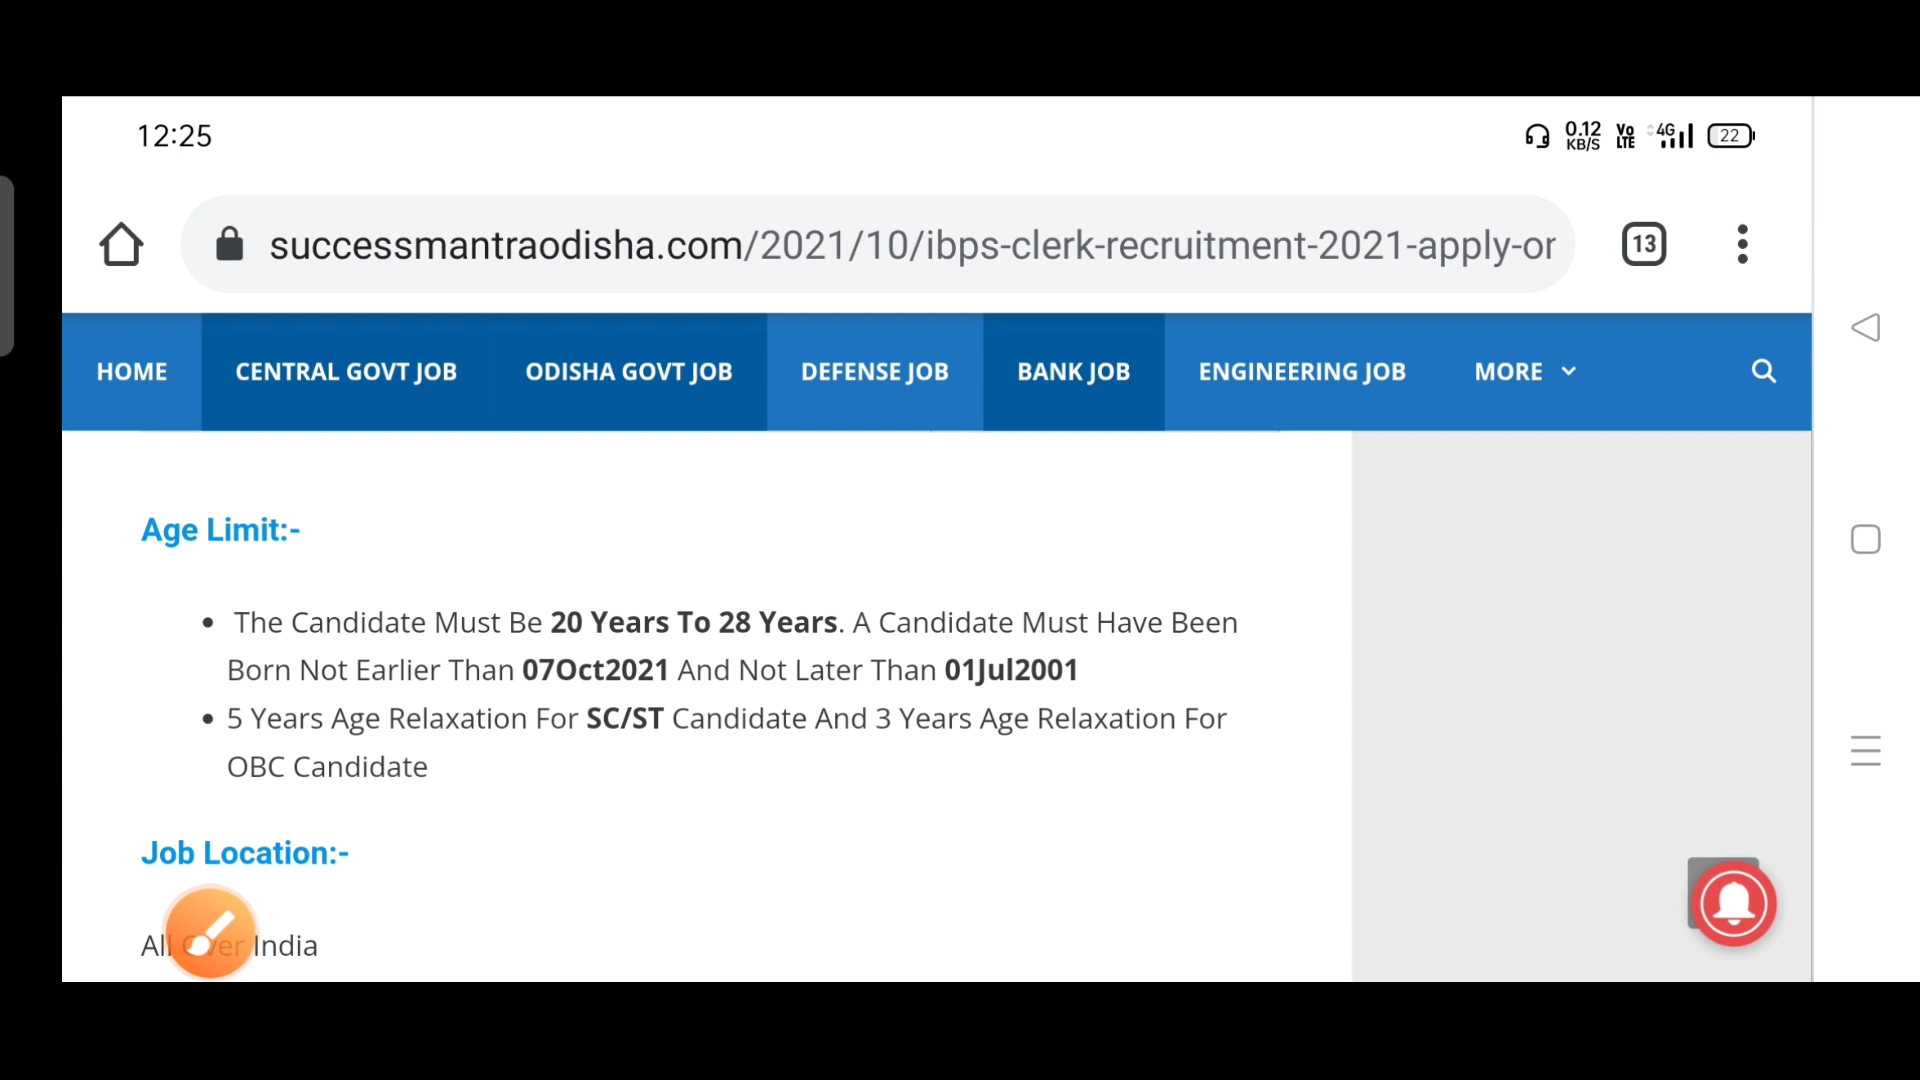 12:25
0.12 KB/S Vo LTE 4G 22
successmantraodisha.com/2021/10/ibps-clerk-recruitment-2021-apply-or
13
HOME CENTRAL GOVT JOB ODISHA GOVT JOB DEFENSE JOB BANK JOB ENGINEERING JOB MORE
Age Limit:-
• The Candidate Must Be 20 Years To 28 Years. A Candidate Must Have Been
Born Not Earlier Than 07Oct2021 And Not Later Than 01Jul2001
• 5 Years Age Relaxation For SC/ST Candidate And 3 Years Age Relaxation For
OBC Candidate
Job Location:-
All Over India